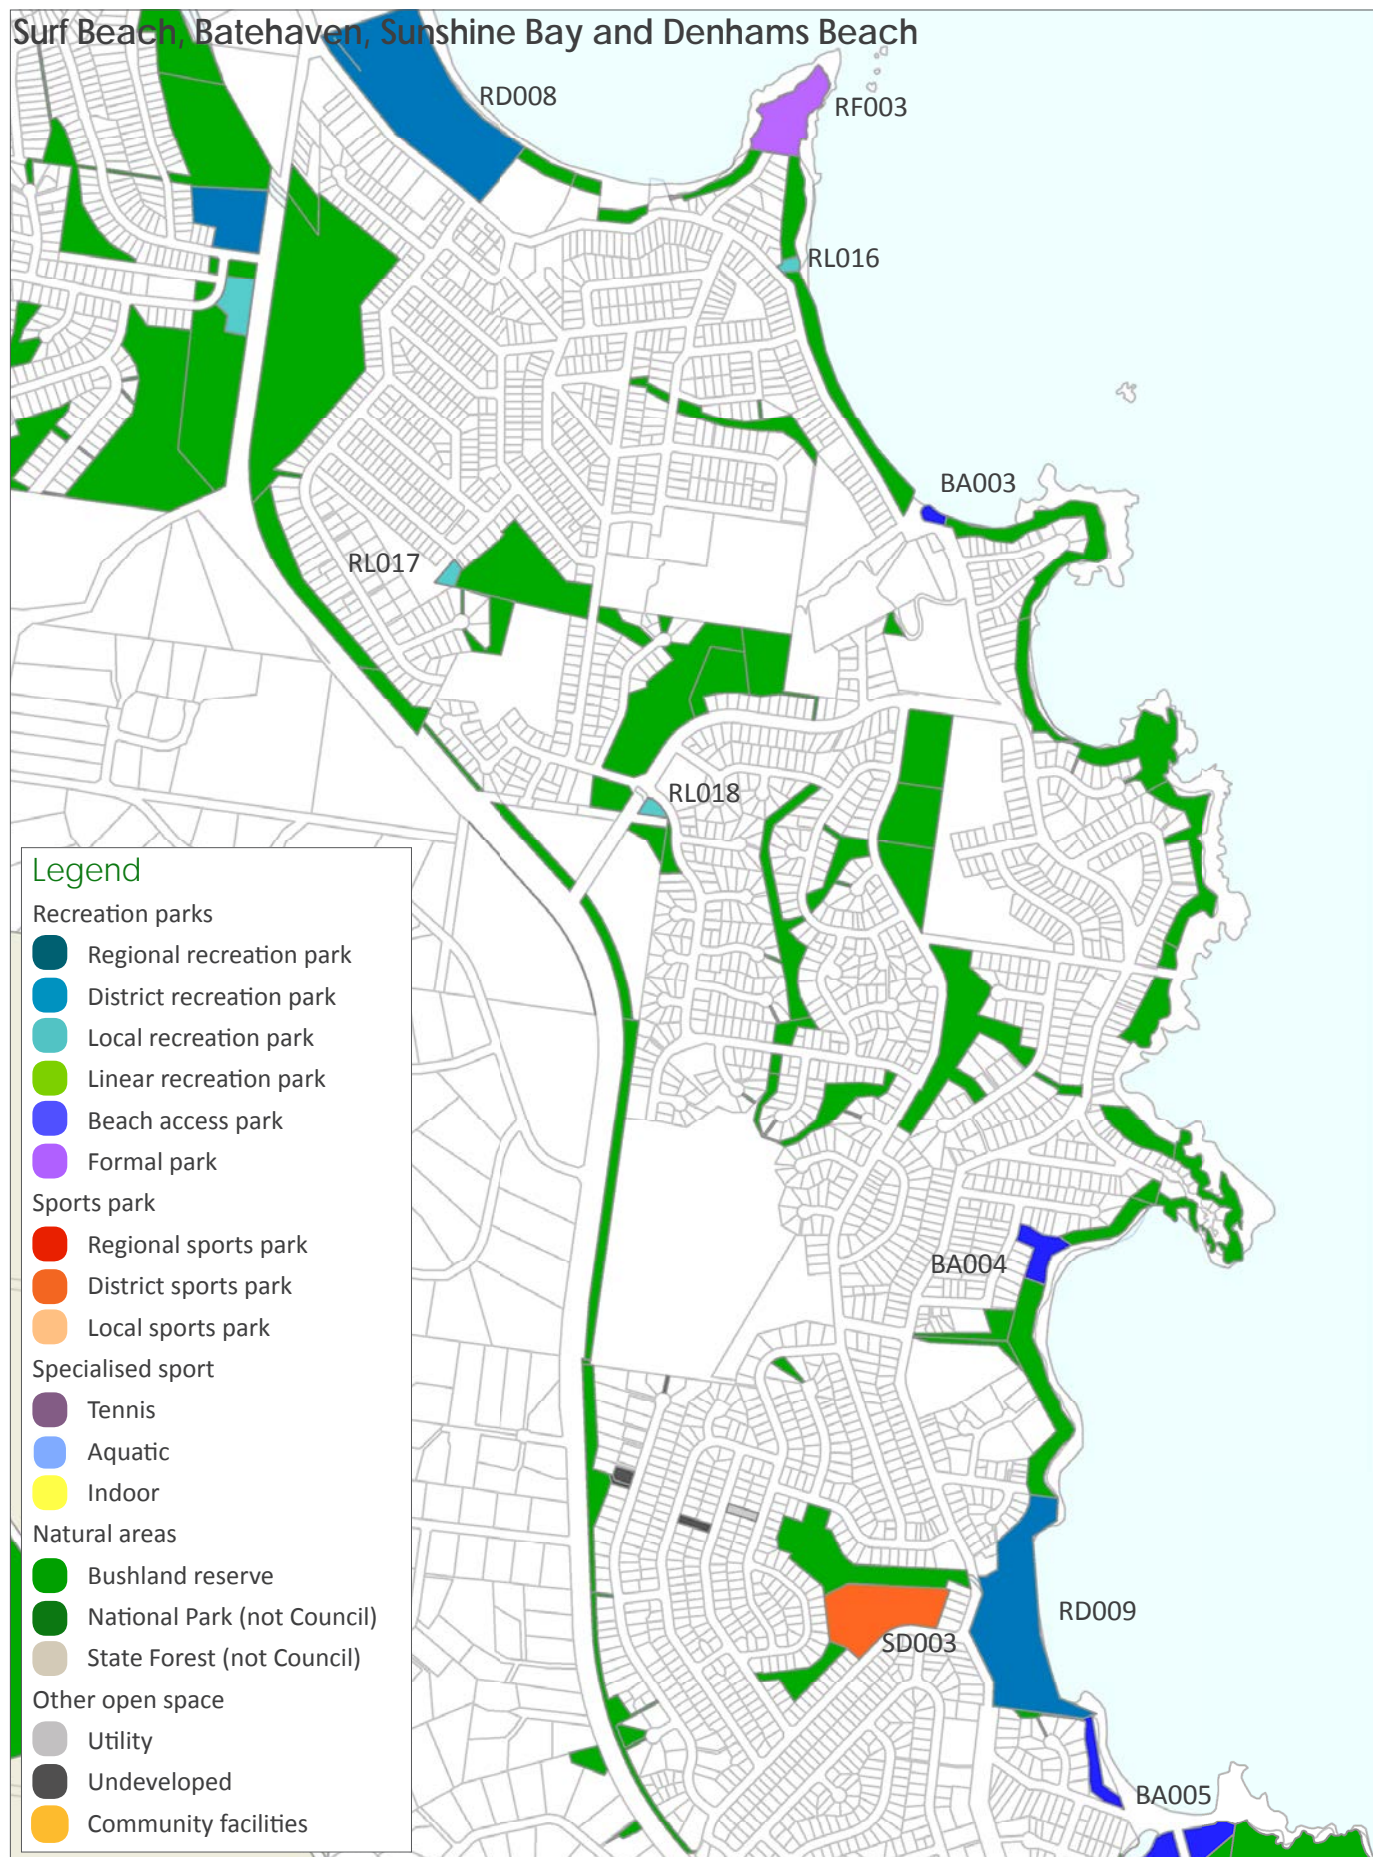 Surf Beach, Batehaven, Sunshine Bay and Denhams Beach
RD008
RF003
RL016
BA003
RL017
RL018
BA004
RD009
SD003
BA005
Legend
Recreation parks
Regional recreation park
District recreation park
Local recreation park
Linear recreation park
Beach access park
Formal park
Sports park
Regional sports park
District sports park
Local sports park
Specialised sport
Tennis
Aquatic
Indoor
Natural areas
Bushland reserve
National Park (not Council)
State Forest (not Council)
Other open space
Utility
Undeveloped
Community facilities